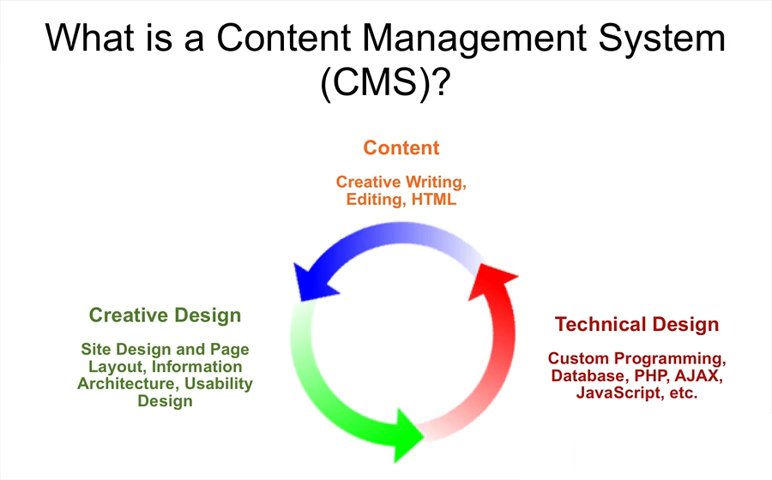 What is a Content Management System
(CMS)?
Content
Creative Writing,
Editing, HTML
Creative Design
Site Design and Page
Layout, Information
Architecture, Usability
Design
Technical Design
Custom Programming,
Database, PHP, AJAX,
JavaScript, etc.